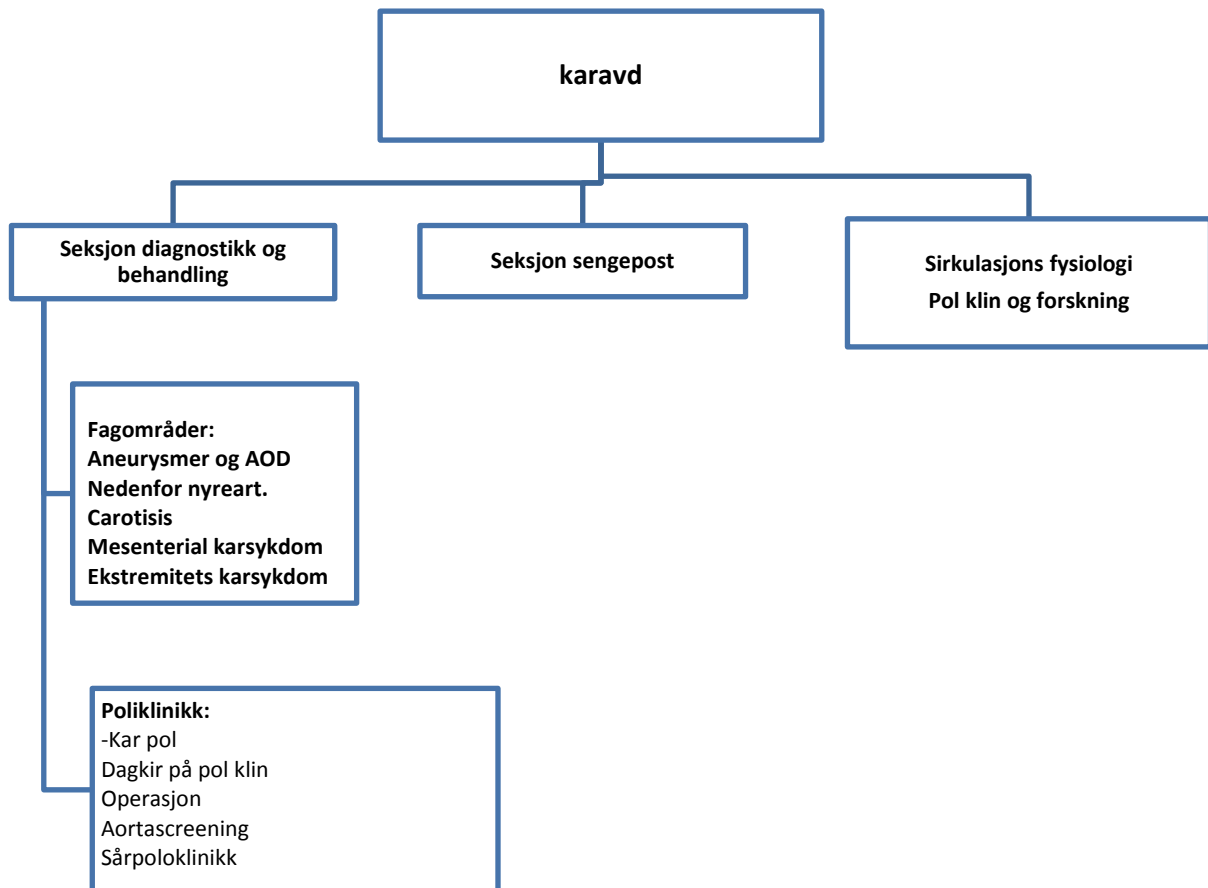 karavd
Seksjon diagnostikk og
behandling
Seksjon sengepost
Sirkulasjons fysiologi
Pol klin og forskning
Fagområder:
Aneurysmer og AOD
Nedenfor nyreart.
Carotisis
Mesenterial karsykdom
Ekstremitets karsykdom
Poliklinikk:
-Kar pol
Dagkir på pol klin
Operasjon
Aortascreening
Sårpoloklinikk